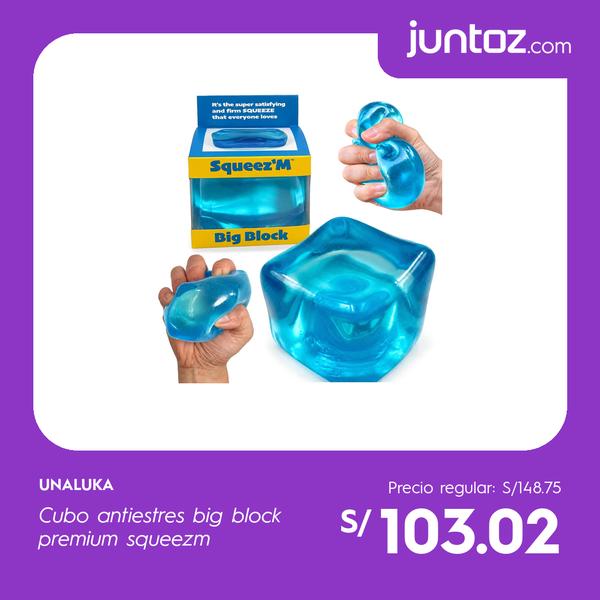 juntoz.com
It's the super satisfying
and firm SQUEEZE
that everyone loves
Squeez'M™
Big Block
UNALUKA
Cubo antiestres big block
premium squeezm
Precio regular: S/148.75
S/103.02